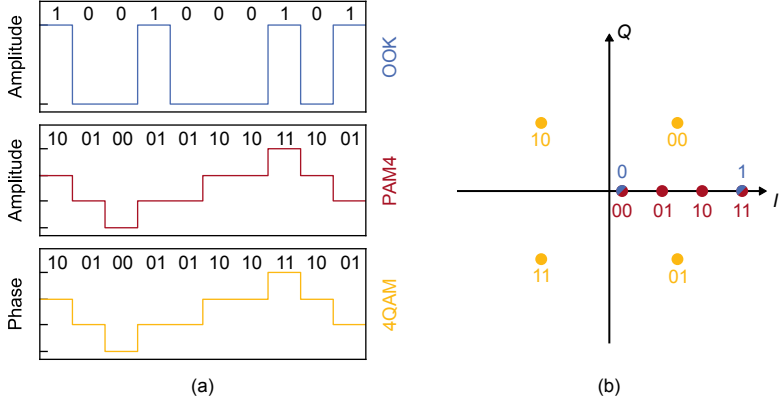 1 0 0 1 0 0 0 1 0 1
Amplitude
OOK
10 01 00 01 01 10 10 11 10 01
Amplitude
PAM4
10 01 00 01 01 10 10 11 10 01
Phase
4QAM
(a)
Q
10 00
0 1
I
00 01 10 11
11 01
(b)